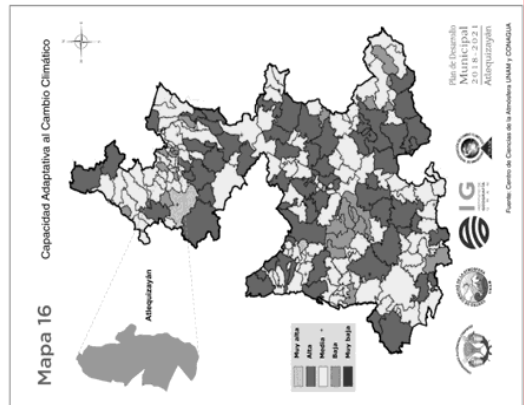 Mapa 16
Capacidad Adaptativa al Cambio Climático
Atlequizayán
Muy alta
Alta
Media -
Baja
Muy baja
Plan de Desarrollo
Municipal
2018-2021
Atlequizayán
IG
Fuente: Centro de Ciencias de la Atmósfera UNAM y CONAGUA